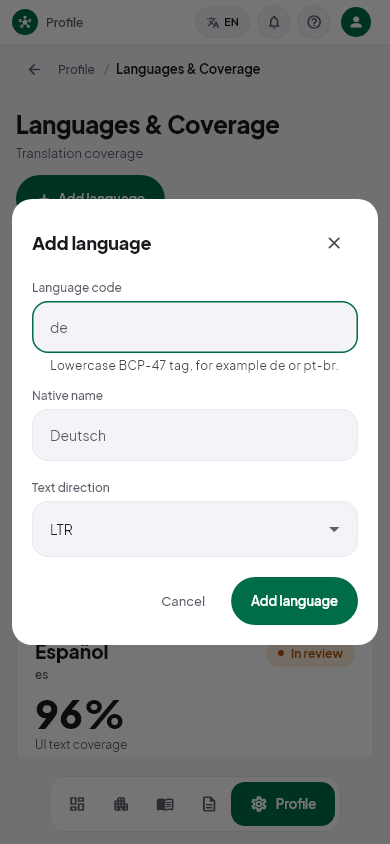 Profile
EN
Profile / Languages & Coverage
Languages & Coverage
Translation coverage
+ Add language
Add language
Language code
de
Lowercase BCP-47 tag, for example de or pt-br.
Native name
Deutsch
Text direction
LTR
Cancel
Add language
Español
In review
es
96%
UI text coverage
Profile